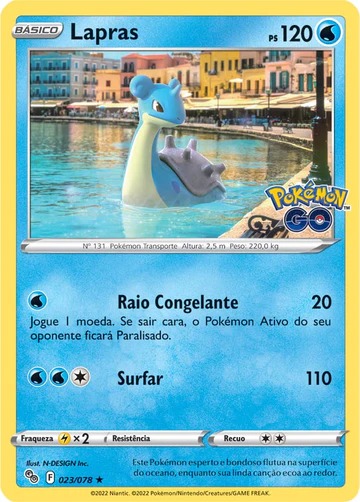 BÁSICO Lapras PS 120
Pokémon GO
Nº 131 Pokémon Transporte Altura: 2,5 m Peso: 220,0 kg
Raio Congelante 20
Jogue 1 moeda. Se sair cara, o Pokémon Ativo do seu
oponente ficará Paralisado.
Surfar 110
Fraqueza ×2 Resistência Recuo
Ilust. N-DESIGN Inc.
F 023/078 ★
Este Pokémon esperto e bondoso flutua na superfície
do oceano, enquanto sua linda canção ecoa ao redor.
©2022 Niantic. ©2022 Pokémon/Nintendo/Creatures/GAME FREAK.